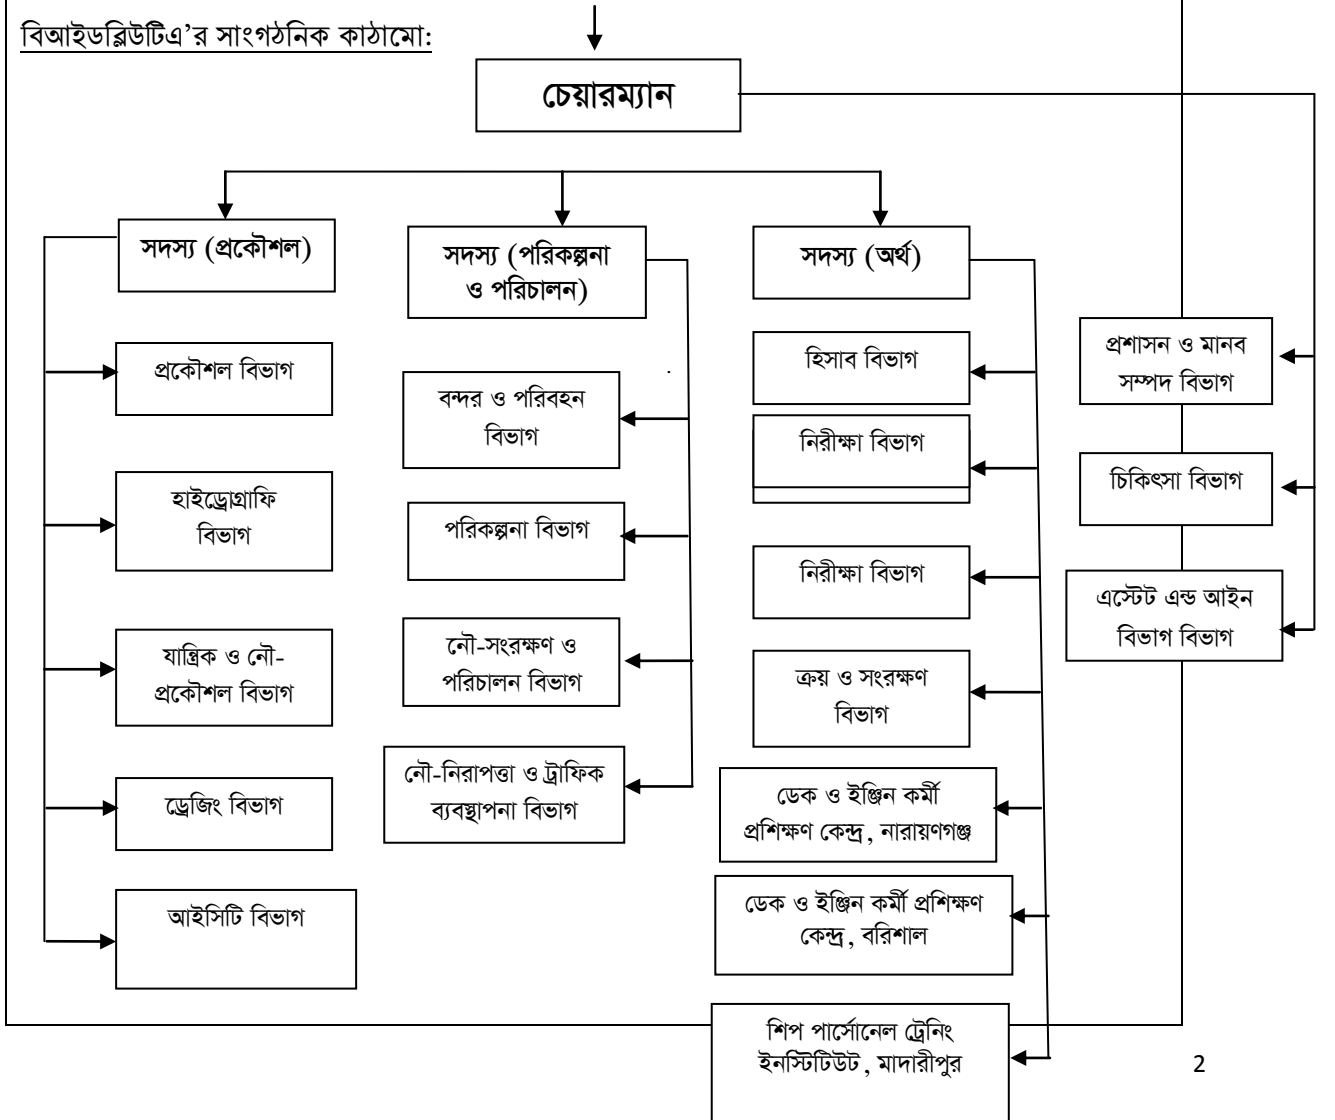 বিআইডব্লিউটিএ’র সাংগঠনিক কাঠামো:
চেয়ারম্যান
সদস্য (প্রকৌশল)
প্রকৌশল বিভাগ
হাইড্রোগ্রাফি
বিভাগ
যান্ত্রিক ও নৌ-
প্রকৌশল বিভাগ
ড্রেজিং বিভাগ
আইসিটি বিভাগ
সদস্য (পরিকল্পনা
ও পরিচালন)
বন্দর ও পরিবহন
বিভাগ
পরিকল্পনা বিভাগ
নৌ-সংরক্ষণ ও
পরিচালন বিভাগ
নৌ-নিরাপত্তা ও ট্রাফিক
ব্যবস্থাপনা বিভাগ
সদস্য (অর্থ)
হিসাব বিভাগ
নিরীক্ষা বিভাগ
নিরীক্ষা বিভাগ
ক্রয় ও সংরক্ষণ
বিভাগ
ডেক ও ইঞ্জিন কর্মী
প্রশিক্ষণ কেন্দ্র, নারায়ণগঞ্জ
ডেক ও ইঞ্জিন কর্মী প্রশিক্ষণ
কেন্দ্র, বরিশাল
শিপ পার্সোনেল ট্রেনিং
ইনস্টিটিউট, মাদারীপুর
প্রশাসন ও মানব
সম্পদ বিভাগ
চিকিৎসা বিভাগ
এস্টেট এন্ড আইন
বিভাগ বিভাগ
2